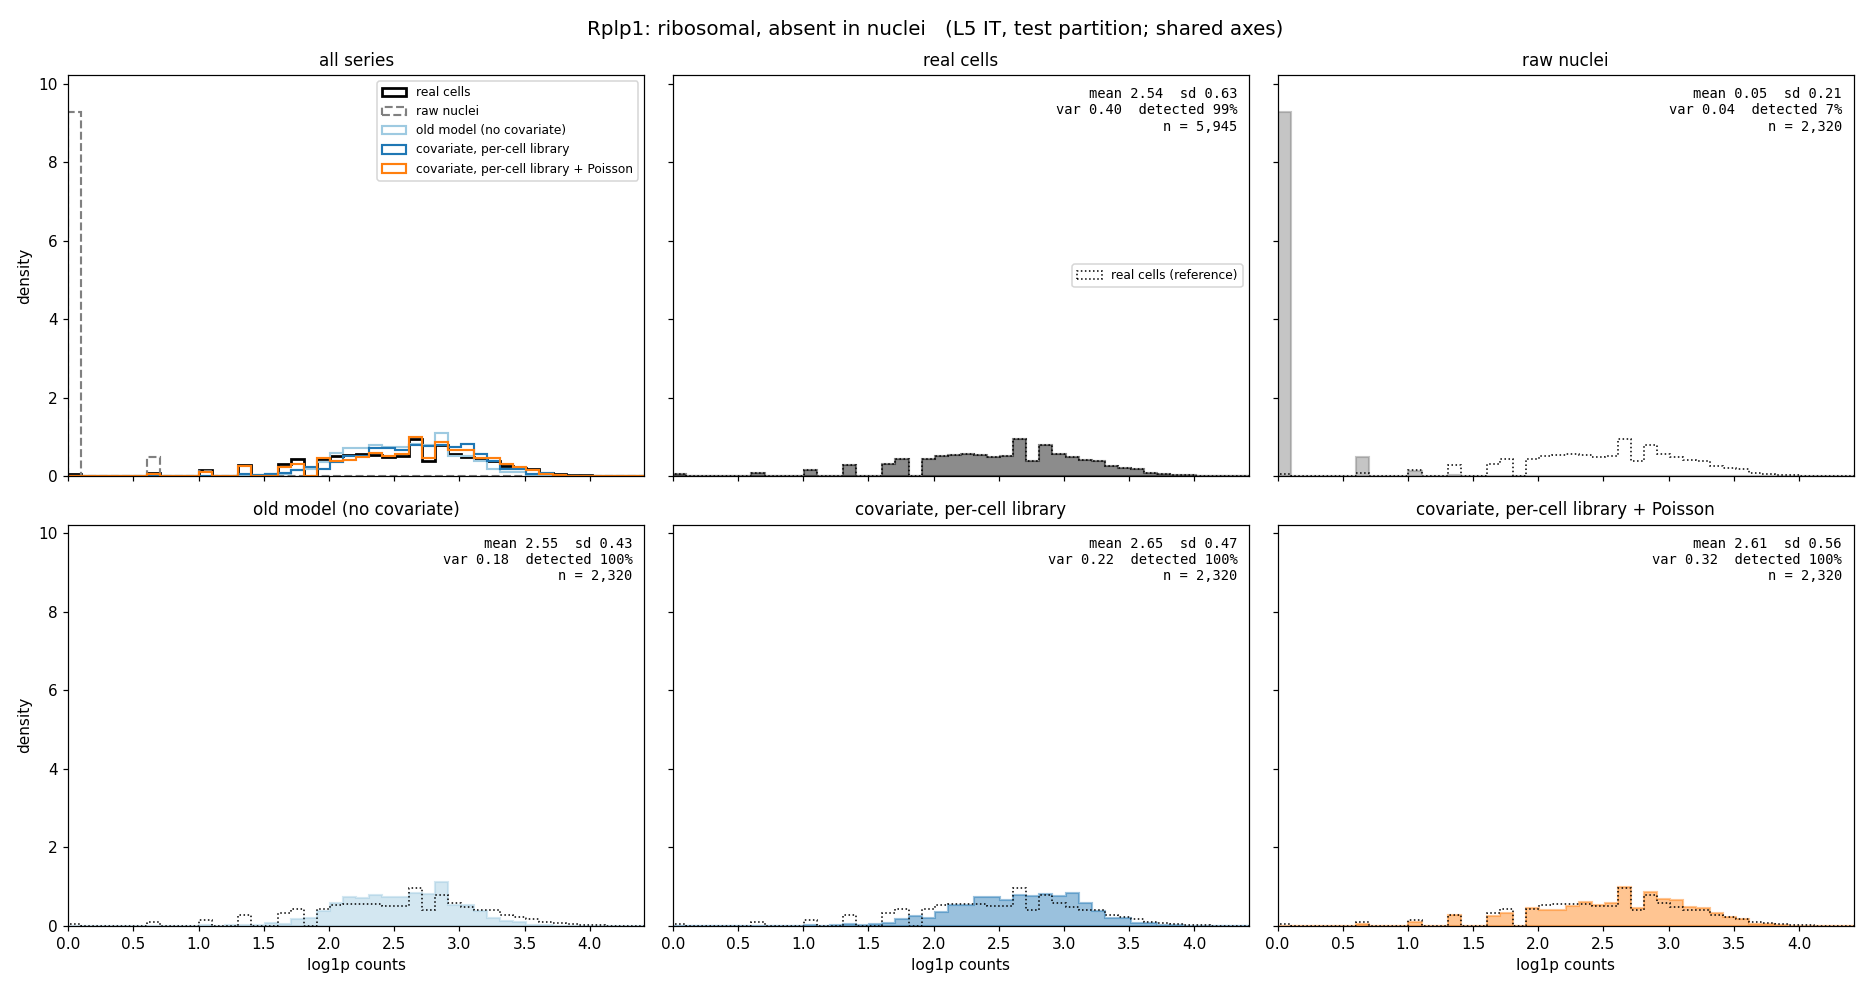 Rplp1: ribosomal, absent in nuclei   (L5 IT, test partition; shared axes)
all series
real cells
raw nuclei
old model (no covariate)
covariate, per-cell library
covariate, per-cell library + Poisson
density
10
8
6
4
2
0
real cells
mean 2.54  sd 0.63
var 0.40  detected 99%
n = 5,945
real cells (reference)
raw nuclei
mean 0.05  sd 0.21
var 0.04  detected 7%
n = 2,320
old model (no covariate)
mean 2.55  sd 0.43
var 0.18  detected 100%
n = 2,320
density
10
8
6
4
2
0
0.0 0.5 1.0 1.5 2.0 2.5 3.0 3.5 4.0
log1p counts
covariate, per-cell library
mean 2.65  sd 0.47
var 0.22  detected 100%
n = 2,320
0.0 0.5 1.0 1.5 2.0 2.5 3.0 3.5 4.0
log1p counts
covariate, per-cell library + Poisson
mean 2.61  sd 0.56
var 0.32  detected 100%
n = 2,320
0.0 0.5 1.0 1.5 2.0 2.5 3.0 3.5 4.0
log1p counts